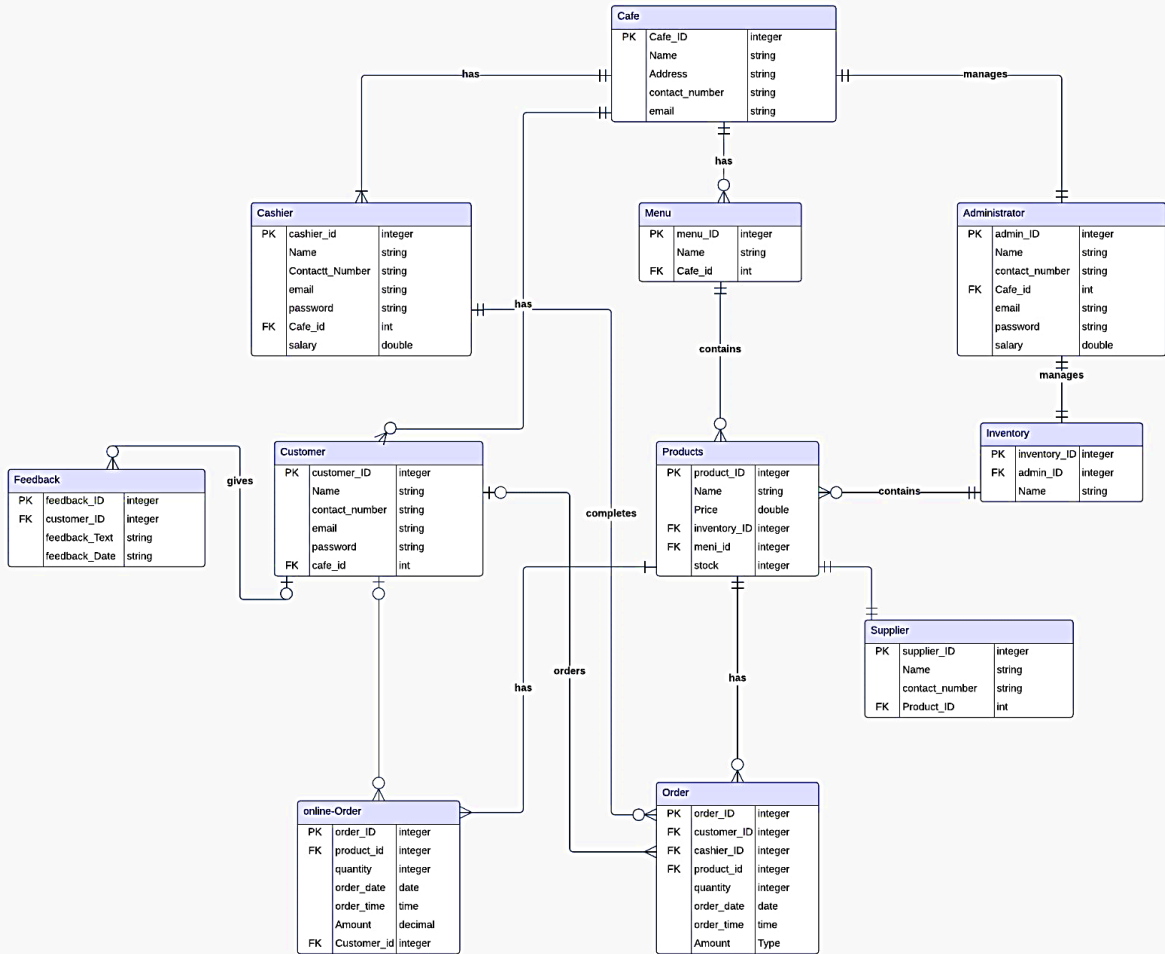 Cafe
PK Cafe_ID integer
Name string
Address string
contact_number string
email string
has
manages
has
Cashier
PK cashier_id integer
Name string
Contactt_Number string
email string
password string
FK Cafe_id int
salary double
Menu
PK menu_ID integer
Name string
FK Cafe_id int
Administrator
PK admin_ID integer
Name string
contact_number string
FK Cafe_id int
email string
password string
salary double
has
contains
manages
Feedback
PK feedback_ID integer
FK customer_ID integer
feedback_Text string
feedback_Date string
gives
Customer
PK customer_ID integer
Name string
contact_number string
email string
password string
FK cafe_id int
completes
Products
PK product_ID integer
Name string
Price double
FK inventory_ID integer
FK meni_id integer
stock integer
contains
Inventory
PK inventory_ID integer
FK admin_ID integer
Name string
Supplier
PK supplier_ID integer
Name string
contact_number string
FK Product_ID int
has
orders
has
online-Order
PK order_ID integer
FK product_id integer
quantity integer
order_date date
order_time time
Amount decimal
FK Customer_id integer
Order
PK order_ID integer
FK customer_ID integer
FK cashier_ID integer
FK product_id integer
quantity integer
order_date date
order_time time
Amount Type